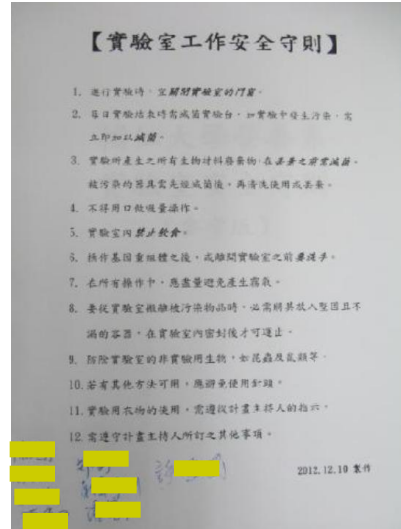 【實驗室工作安全守則】
1. 進行實驗時，宜關閉實驗室的門窗。
2. 每日實驗結束時需滅菌實驗台，如實驗中發生污染，需
立即加以滅菌。
3. 實驗所產生之所有生物材料廢棄物，在丟棄之前需滅菌。
被污染的器具需先經滅菌後，再清洗使用或丟棄。
4. 不得用口做吸量操作。
5. 實驗室內禁止飲食。
6. 操作基因重組體之後，或離開實驗室之前要洗手。
7. 在所有操作中，應盡量避免產生霧氣。
8. 要從實驗室搬離被污染物品時，必需將其放入堅固且不
漏的容器，在實驗室內密封後才可運出。
9. 防除實驗室的非實驗用生物，如昆蟲及鼠類等。
10. 若有其他方法可用，應避免使用針頭。
11. 實驗用衣物的使用，需遵從計畫主持人的指示。
12. 需遵守計畫主持人所訂之其他事項。
2012.12.19 製作